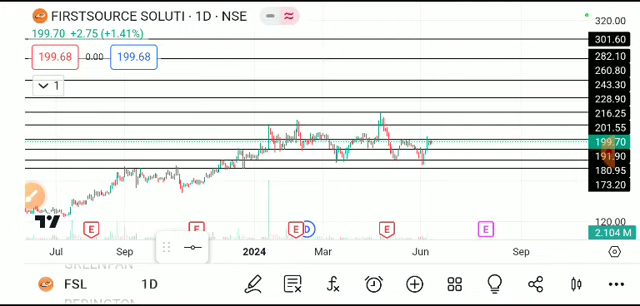 FIRSTSOURCE SOLUTI · 1D · NSE
199.70 +2.75 (+1.41%)
199.68 0.00 199.68
1
320.00
301.60
282.10
260.80
243.30
228.90
216.25
201.55
199.70
191.90
180.95
173.20
120.00
2.104 M
E E E D E E
Jul Sep 2024 Mar Jun Sep
GREENPAN
FSL 1D